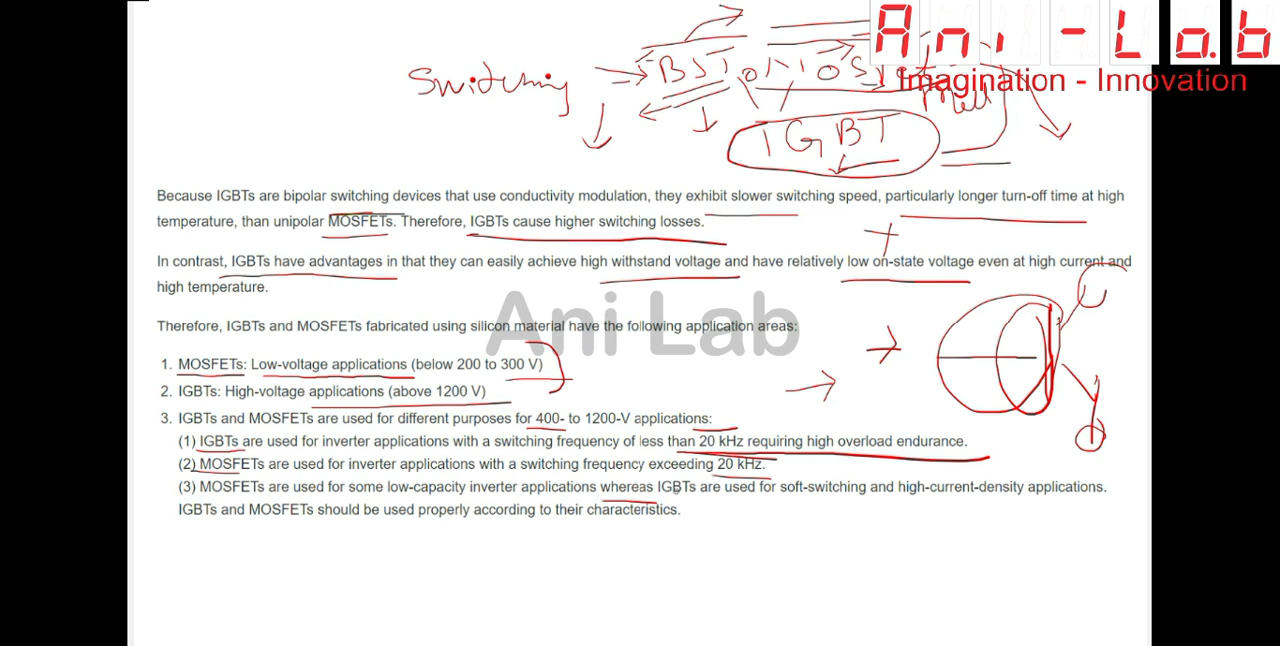 Ani-Lab
Imagination - Innovation
Switching
IGBT
Because IGBTs are bipolar switching devices that use conductivity modulation, they exhibit slower switching speed, particularly longer turn-off time at high
temperature, than unipolar MOSFETs. Therefore, IGBTs cause higher switching losses.
In contrast, IGBTs have advantages in that they can easily achieve high withstand voltage and have relatively low on-state voltage even at high current and
high temperature.
Ani Lab
Therefore, IGBTs and MOSFETs fabricated using silicon material have the following application areas:
1. MOSFETs: Low-voltage applications (below 200 to 300 V)
2. IGBTs: High-voltage applications (above 1200 V)
3. IGBTs and MOSFETs are used for different purposes for 400- to 1200-V applications:
(1) IGBTs are used for inverter applications with a switching frequency of less than 20 kHz requiring high overload endurance.
(2) MOSFETs are used for inverter applications with a switching frequency exceeding 20 kHz.
(3) MOSFETs are used for some low-capacity inverter applications whereas IGBTs are used for soft-switching and high-current-density applications.
IGBTs and MOSFETs should be used properly according to their characteristics.